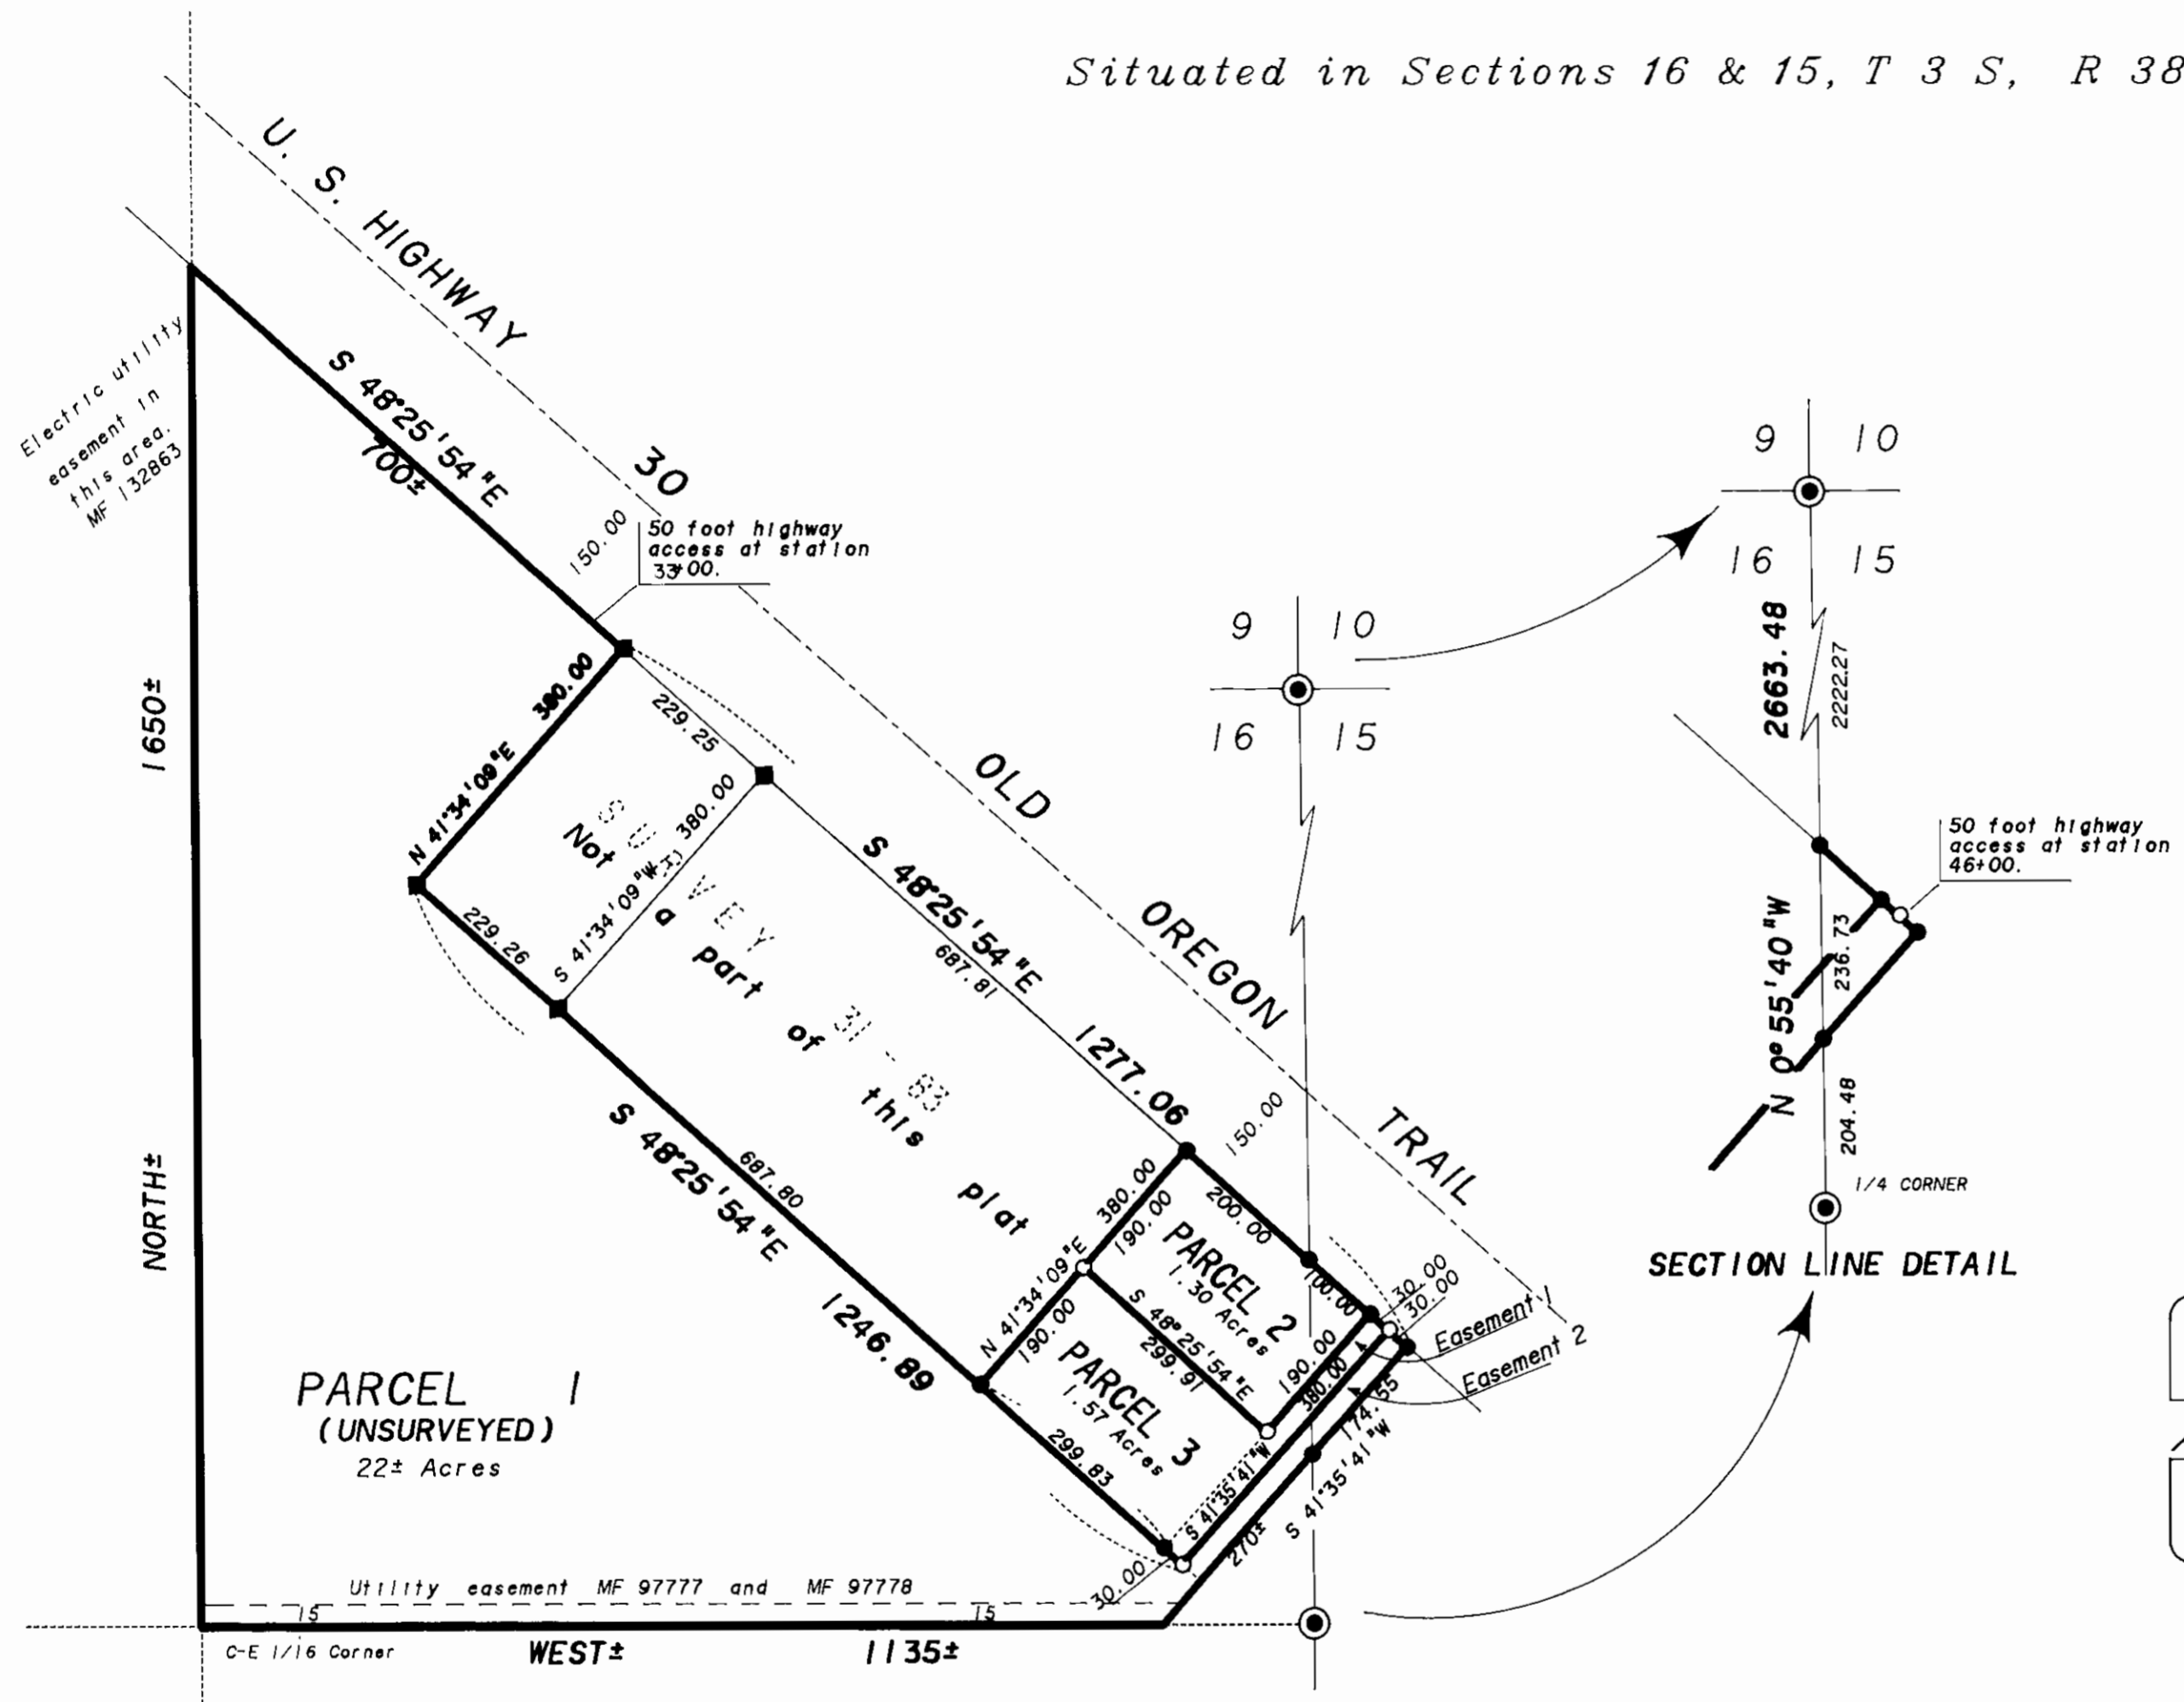 Situated in Sections 16 & 15, T 3 S, R 38
U. S. HIGHWAY
30
Electric utility
easement in
this area.
MF 132863
S 48°25'54"E
700±
150.00
50 foot highway
access at station
33+00.
1650±
NORTH±
380.00
N 41°34'09"E
229.25
229.26
380.00
S 41°34'09"W
SURVEY
31-83
Not a part of this plat
OLD
OREGON
TRAIL
S 48°25'54"E
687.81
1277.06
150.00
687.80
S 48°25'54"E
1246.89
380.00
190.00
N 41°34'09"E
190.00
200.00
100.00
PARCEL 2
1.30 Acres
S 48°25'54"E
299.91
190.00
380.00
30.00
30.00
Easement 1
Easement 2
174.55
S 41°35'41"W
S 41°35'41"W
270±
PARCEL 3
1.57 Acres
299.83
30.00
PARCEL 1
(UNSURVEYED)
22± Acres
Utility easement MF 97777 and MF 97778
15
15
C-E 1/16 Corner
WEST±
1135±
9 10
16 15
9 10
16 15
2663.48
2222.27
50 foot highway
access at station
46+00.
236.73
N 0°55'40"W
204.48
1/4 CORNER
SECTION LINE DETAIL